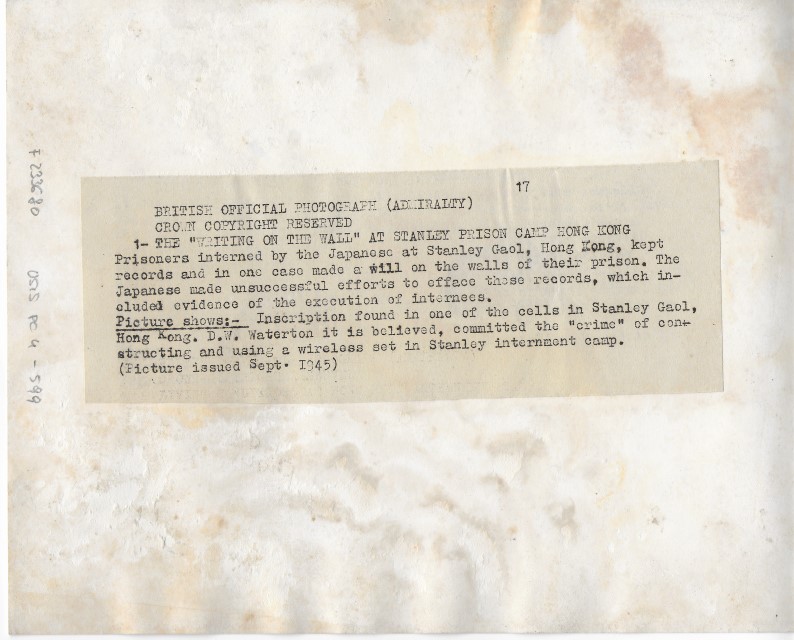 17
BRITISH OFFICIAL PHOTOGRAPH (ADMIRALTY)
CROWN COPYRIGHT RESERVED
1- THE "WRITING ON THE WALL" AT STANLEY PRISON CAMP HONG KONG
Prisoners interned by the Japanese at Stanley Gaol, Hong Kong, kept
records and in one case made a will on the walls of their prison. The
Japanese made unsuccessful efforts to efface these records, which in-
cluded evidence of the execution of internees.
Picture shows:- Inscription found in one of the cells in Stanley Gaol,
Hong Kong. D.W. Waterton it is believed, committed the "crime" of con-
structing and using a wireless set in Stanley internment camp.
(Picture issued Sept. 1945)